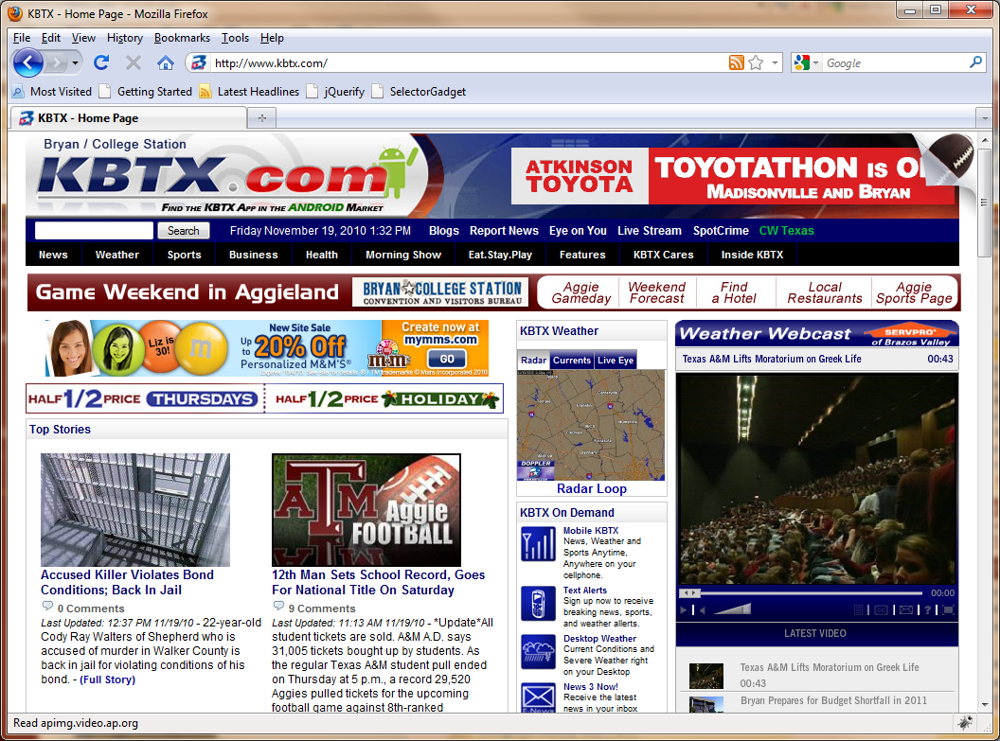 KBTX - Home Page - Mozilla Firefox
File Edit View History Bookmarks Tools Help
http://www.kbtx.com/
Google
Most Visited Getting Started Latest Headlines jQuerify SelectorGadget
KBTX - Home Page
Bryan / College Station
KBTX.com
FIND THE KBTX APP IN THE ANDROID MARKET
ATKINSON
TOYOTA
TOYOTATHON IS O
MADISONVILLE AND BRYAN
Search
Friday November 19, 2010 1:32 PM
Blogs Report News Eye on You Live Stream SpotCrime CW Texas
News Weather Sports Business Health Morning Show Eat.Stay.Play Features KBTX Cares Inside KBTX
Game Weekend in Aggieland
BRYAN COLLEGE STATION
CONVENTION AND VISITORS BUREAU
Aggie
Gameday
Weekend
Forecast
Find
a Hotel
Local
Restaurants
Aggie
Sports Page
Liz is
30!
m
New Site Sale
Up to 20% Off
Personalized M&M'S®
m&m's
Create now at
mymms.com
GO
HALF 1/2 PRICE THURSDAYS
HALF 1/2 PRICE HOLIDAY
Top Stories
Accused Killer Violates Bond
Conditions; Back In Jail
0 Comments
Last Updated: 12:37 PM 11/19/10 - 22-year-old
Cody Ray Walters of Shepherd who is
accused of murder in Walker County is
back in jail for violating conditions of his
bond. - (Full Story)
ATM
Aggie
FOOTBALL
12th Man Sets School Record, Goes
For National Title On Saturday
9 Comments
Last Updated: 11:13 AM 11/19/10 - *Update*All
student tickets are sold. A&M A.D. says
31,005 tickets bought up by students. As
the regular Texas A&M student pull ended
on Thursday at 5 p.m., a record 29,520
Aggies pulled tickets for the upcoming
football game against 8th-ranked
KBTX Weather
Radar Currents Live Eye
DOPPLER
Radar Loop
KBTX On Demand
Mobile KBTX
News, Weather and
Sports Anytime,
Anywhere on your
cellphone.
Text Alerts
Sign up now to receive
breaking news, sports,
and weather alerts.
Desktop Weather
Current Conditions and
Severe Weather right
on your Desktop
E-News
News 3 Now!
Receive the latest
news in your inbox
Weather Webcast
SERVPRO
of Brazos Valley
Texas A&M Lifts Moratorium on Greek Life 00:43
00:00
CC
?
LATEST VIDEO
Texas A&M Lifts Moratorium on Greek Life
00:43
Bryan Prepares for Budget Shortfall in 2011
Read apimg.video.ap.org